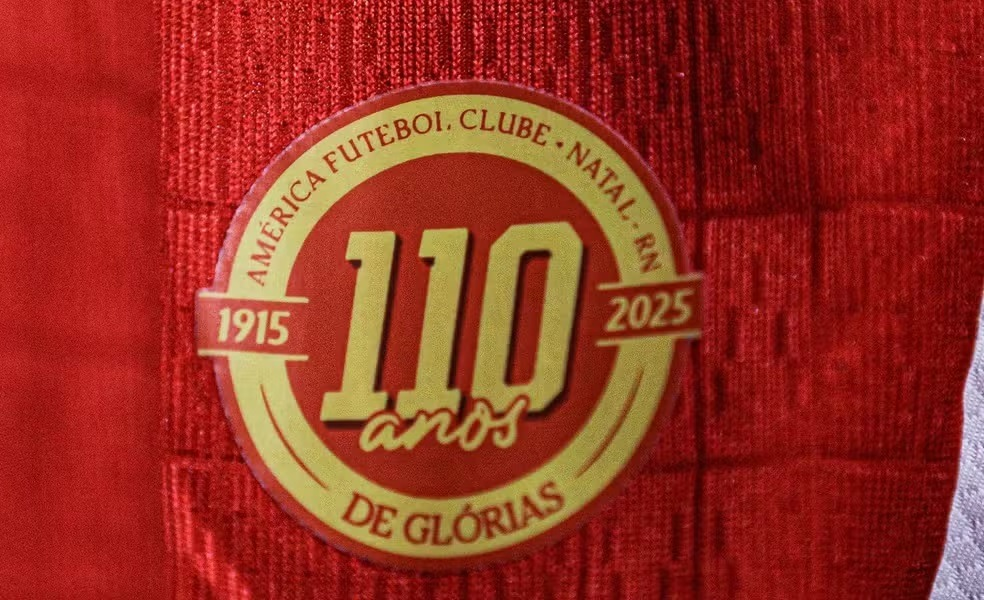 AMÉRICA FUTEBOL CLUBE · NATAL · RN
1915
2025
110
anos
DE GLÓRIAS